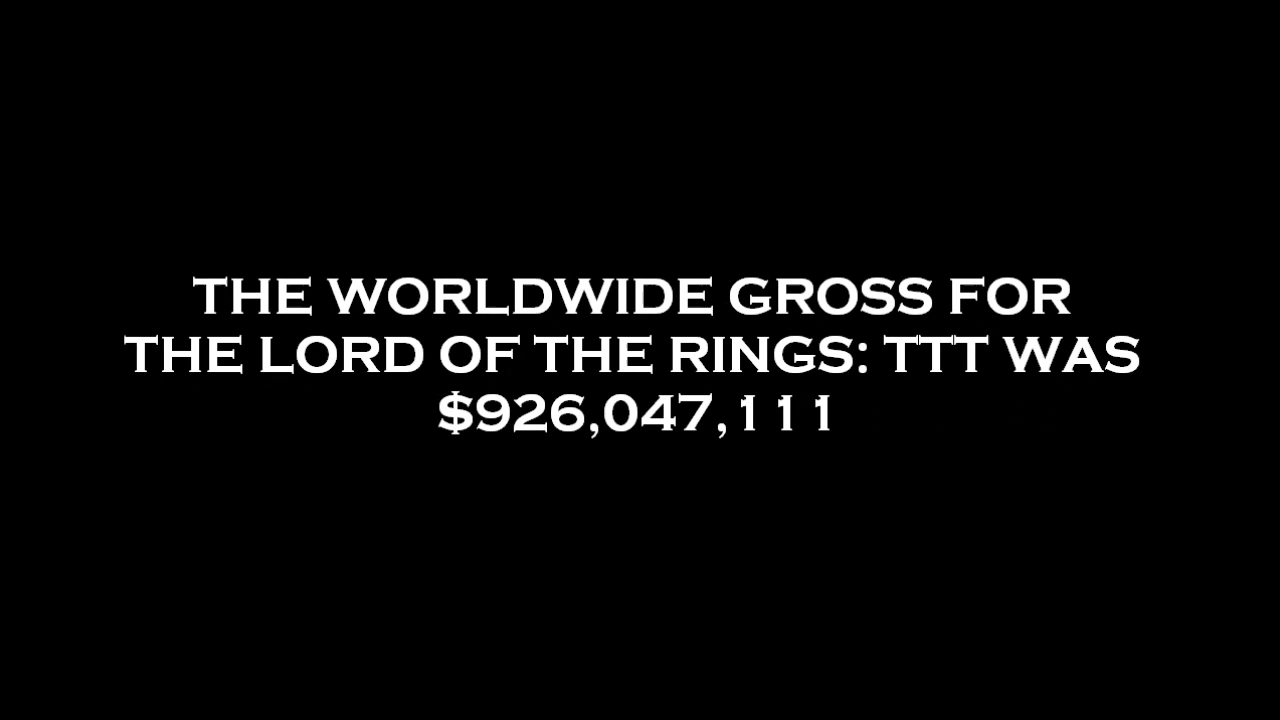 THE WORLDWIDE GROSS FOR
THE LORD OF THE RINGS: TTT WAS
$926,047,111